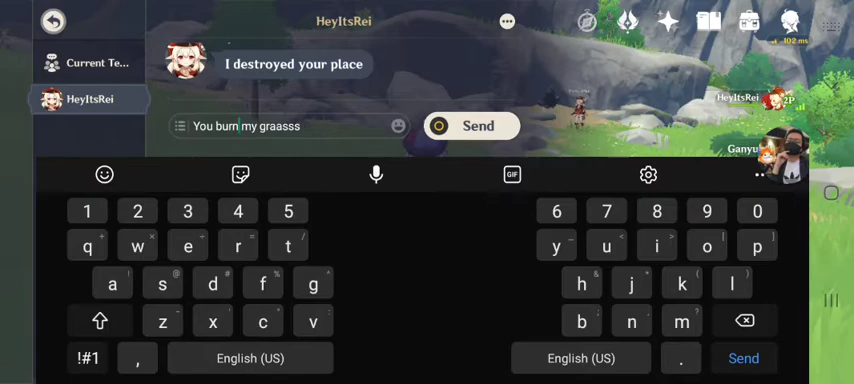 HeyItsRei
102 ms
Current Te...
I destroyed your place
HeyItsRei
HeyItsRei 2P
You burn my graasss
Send
Ganyu
GIF
1 2 3 4 5 6 7 8 9 0
q + w × e ÷ r = t / y _ u < i > o [ p ]
a ! s @ d # f % g ^ h & j * k ( l )
z - x ' c " v : b ; n , m ?
!#1 , English (US) English (US) . Send